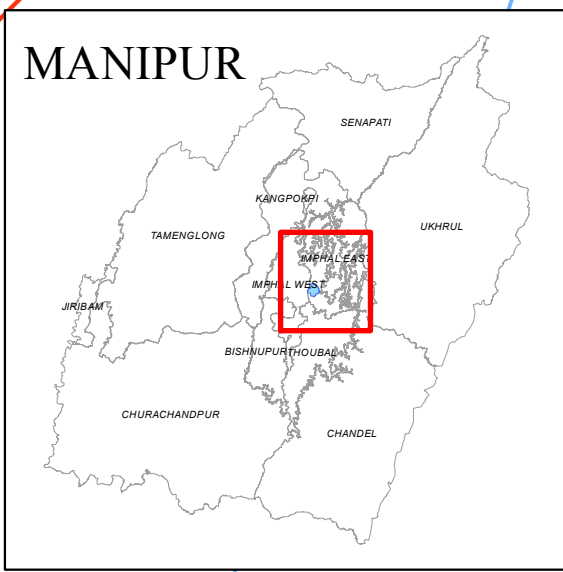 MANIPUR
SENAPATI
KANGPOKPI
UKHRUL
TAMENGLONG
IMPHAL EAST
IMPHAL WEST
JIRIBAM
BISHNUPUR
THOUBAL
CHURACHANDPUR
CHANDEL